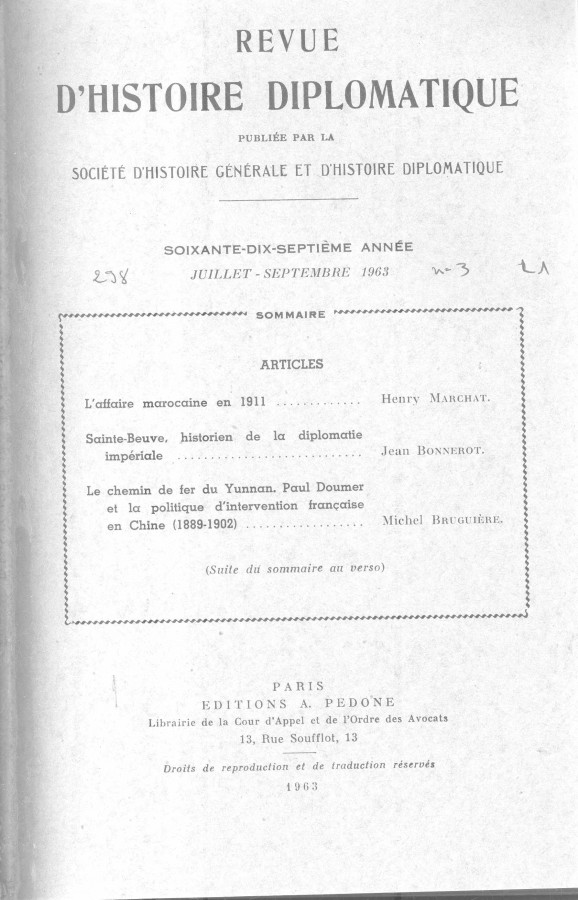 REVUE
D'HISTOIRE DIPLOMATIQUE
PUBLIÉE PAR LA
SOCIÉTÉ D'HISTOIRE GÉNÉRALE ET D'HISTOIRE DIPLOMATIQUE
SOIXANTE-DIX-SEPTIÈME ANNÉE
298 JUILLET - SEPTEMBRE 1963 n-3
SOMMAIRE
ARTICLES
L'affaire marocaine en 1911 ............. Henry MARCHAT.
Sainte-Beuve, historien de la diplomatie
impériale ........................... Jean BONNEROT.
Le chemin de fer du Yunnan. Paul Doumer
et la politique d'intervention française
en Chine (1889-1902) .................. Michel BRUGUIÈRE.
(Suite du sommaire au verso)
PARIS
EDITIONS A. PEDONE
Librairie de la Cour d'Appel et de l'Ordre des Avocats
13, Rue Soufflot, 13
Droits de reproduction et de traduction réservés
1963